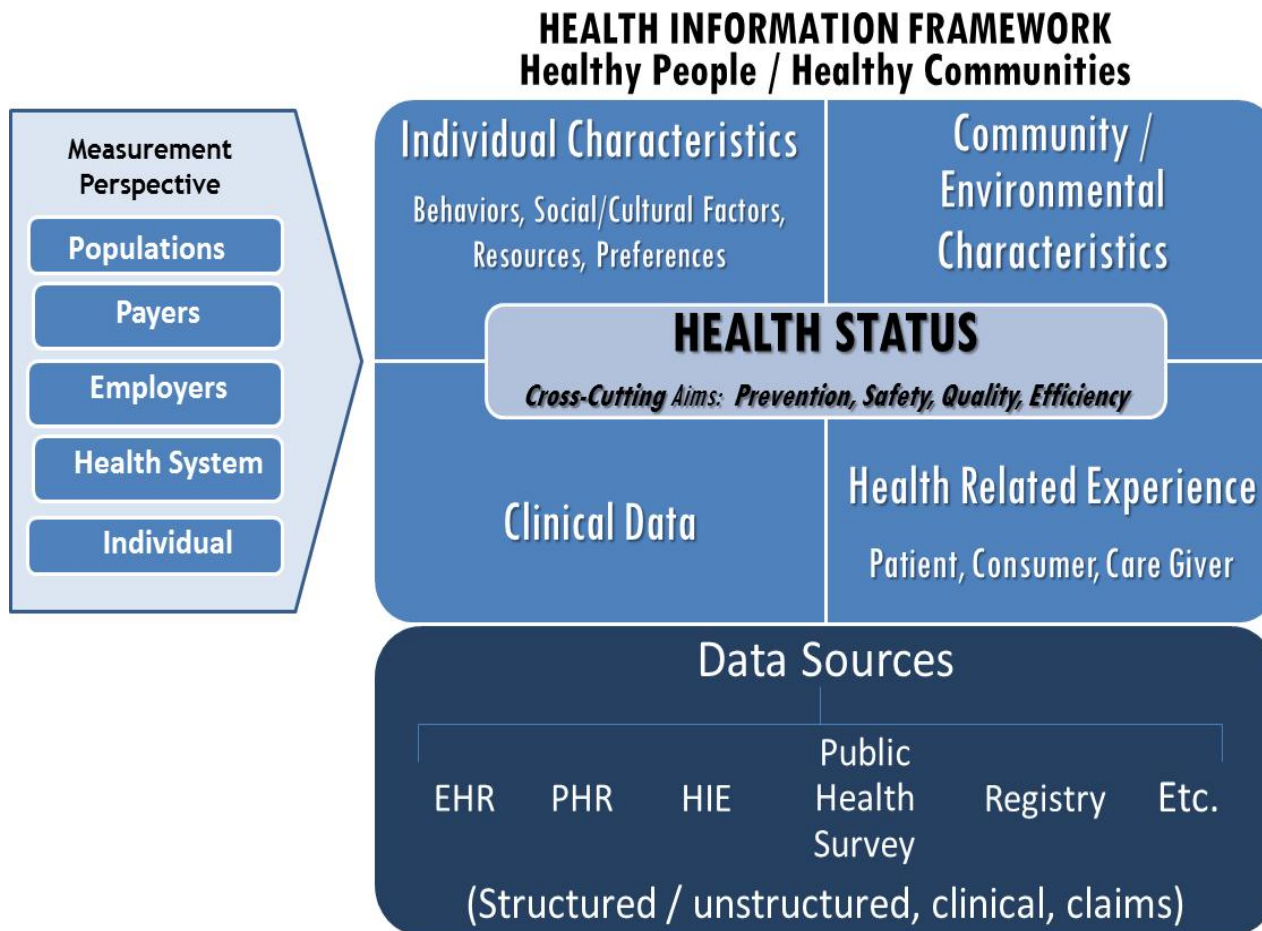 HEALTH INFORMATION FRAMEWORK
Healthy People / Healthy Communities
Measurement
Perspective
Populations
Payers
Employers
Health System
Individual
Individual Characteristics
Behaviors, Social/Cultural Factors,
Resources, Preferences
Community /
Environmental
Characteristics
HEALTH STATUS
Cross-Cutting Aims: Prevention, Safety, Quality, Efficiency
Clinical Data
Health Related Experience
Patient, Consumer, Care Giver
Data Sources
EHR
PHR
HIE
Public
Health
Survey
Registry
Etc.
(Structured / unstructured, clinical, claims)